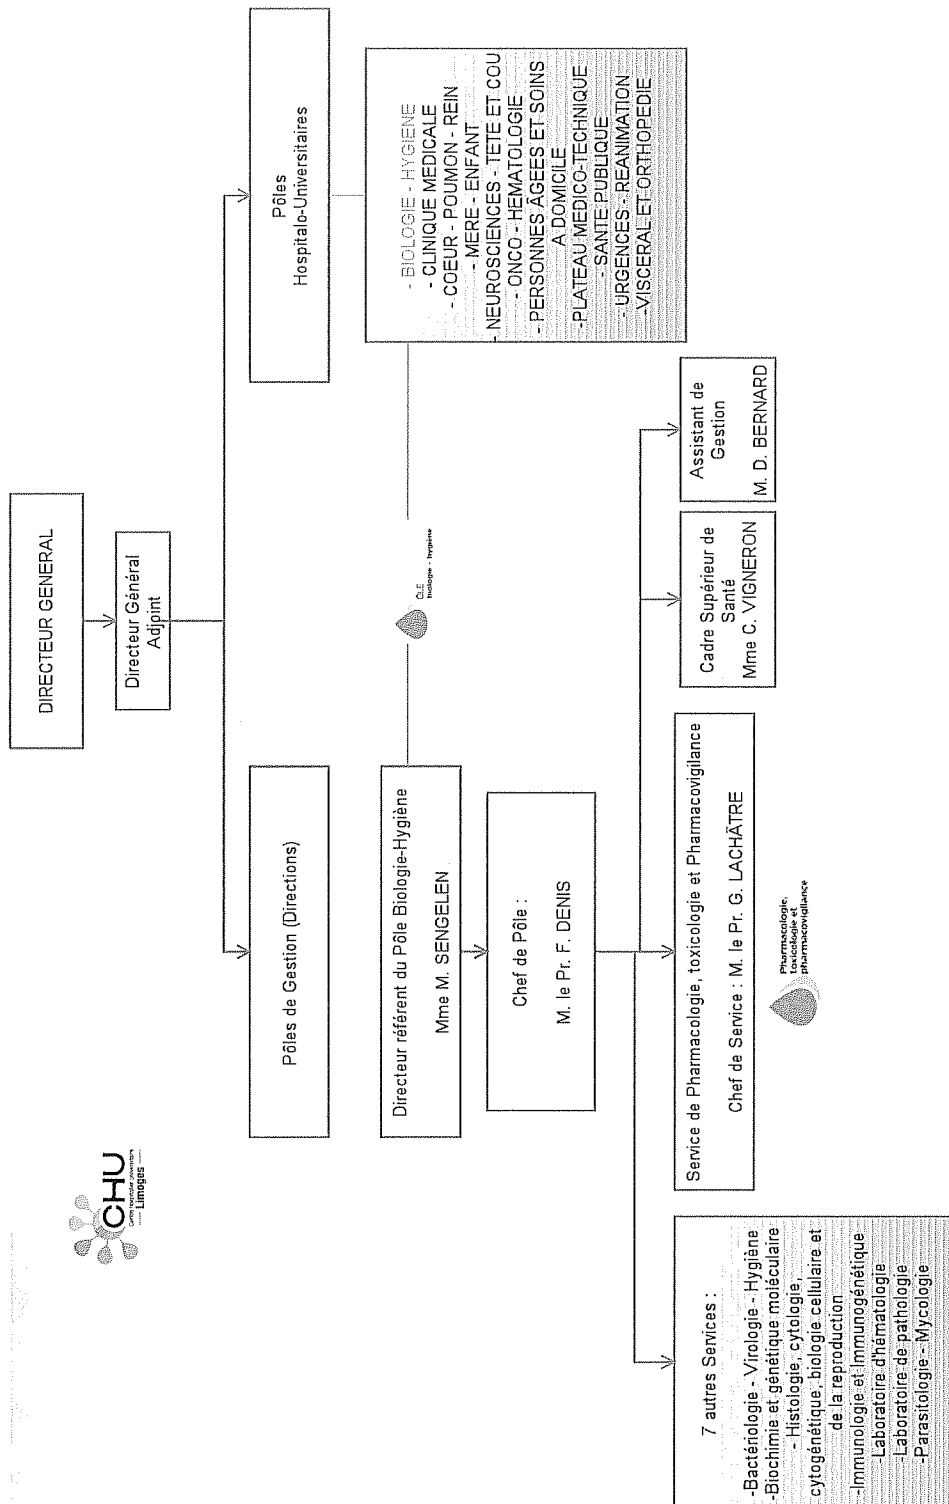 CHU
Centre Hospitalier Universitaire
Limoges
DIRECTEUR GENERAL
Directeur Général
Adjoint
Pôles de Gestion (Directions)
Pôles
Hospitalo-Universitaires
- BIOLOGIE - HYGIENE
- CLINIQUE MEDICALE
- COEUR - POUMON - REIN
- MERE - ENFANT
- NEUROSCIENCES - TETE ET COU
- ONCO - HEMATOLOGIE
- PERSONNES ÂGEES ET SOINS
A DOMICILE
-PLATEAU MEDICO-TECHNIQUE
- SANTE PUBLIQUE
- URGENCES - REANIMATION
-VISCERAL ET ORTHOPEDIE
Directeur référent du Pôle Biologie-Hygiène
Mme M. SENGELEN
biologie - hygiène
Chef de Pôle :
M. le Pr. F. DENIS
7 autres Services :
-Bactériologie - Virologie - Hygiène
-Biochimie et génétique moléculaire
- Histologie, cytologie,
cytogénétique, biologie cellulaire et
de la reproduction
-Immunologie et Immunogénétique
-Laboratoire d'hématologie
-Laboratoire de pathologie
-Parasitologie - Mycologie
Service de Pharmacologie, toxicologie et Pharmacovigilance
Chef de Service : M. le Pr. G. LACHÂTRE
Pharmacologie,
toxicologie et
pharmacovigilance
Cadre Supérieur de
Santé
Mme C. VIGNERON
Assistant de
Gestion
M. D. BERNARD